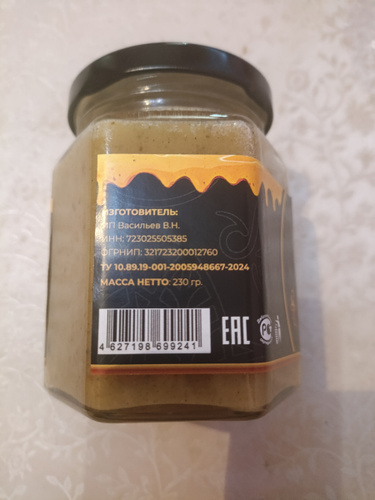 ИЗГОТОВИТЕЛЬ:
ИП Васильев В.Н.
ИНН: 723025505385
ОГРНИП: 321723200012760
ТУ 10.89.19-001-2005948667-2024
МАССА НЕТТО: 230 гр.
4 627198 699241
EAC